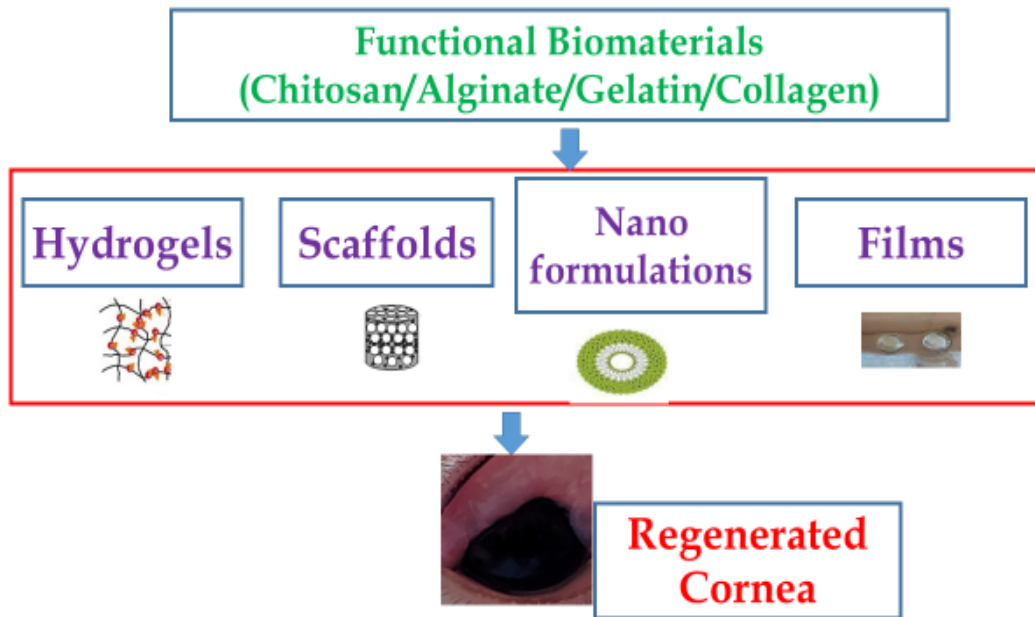 Functional Biomaterials
(Chitosan/Alginate/Gelatin/Collagen)
Hydrogels
Scaffolds
Nano
formulations
Films
Regenerated
Cornea